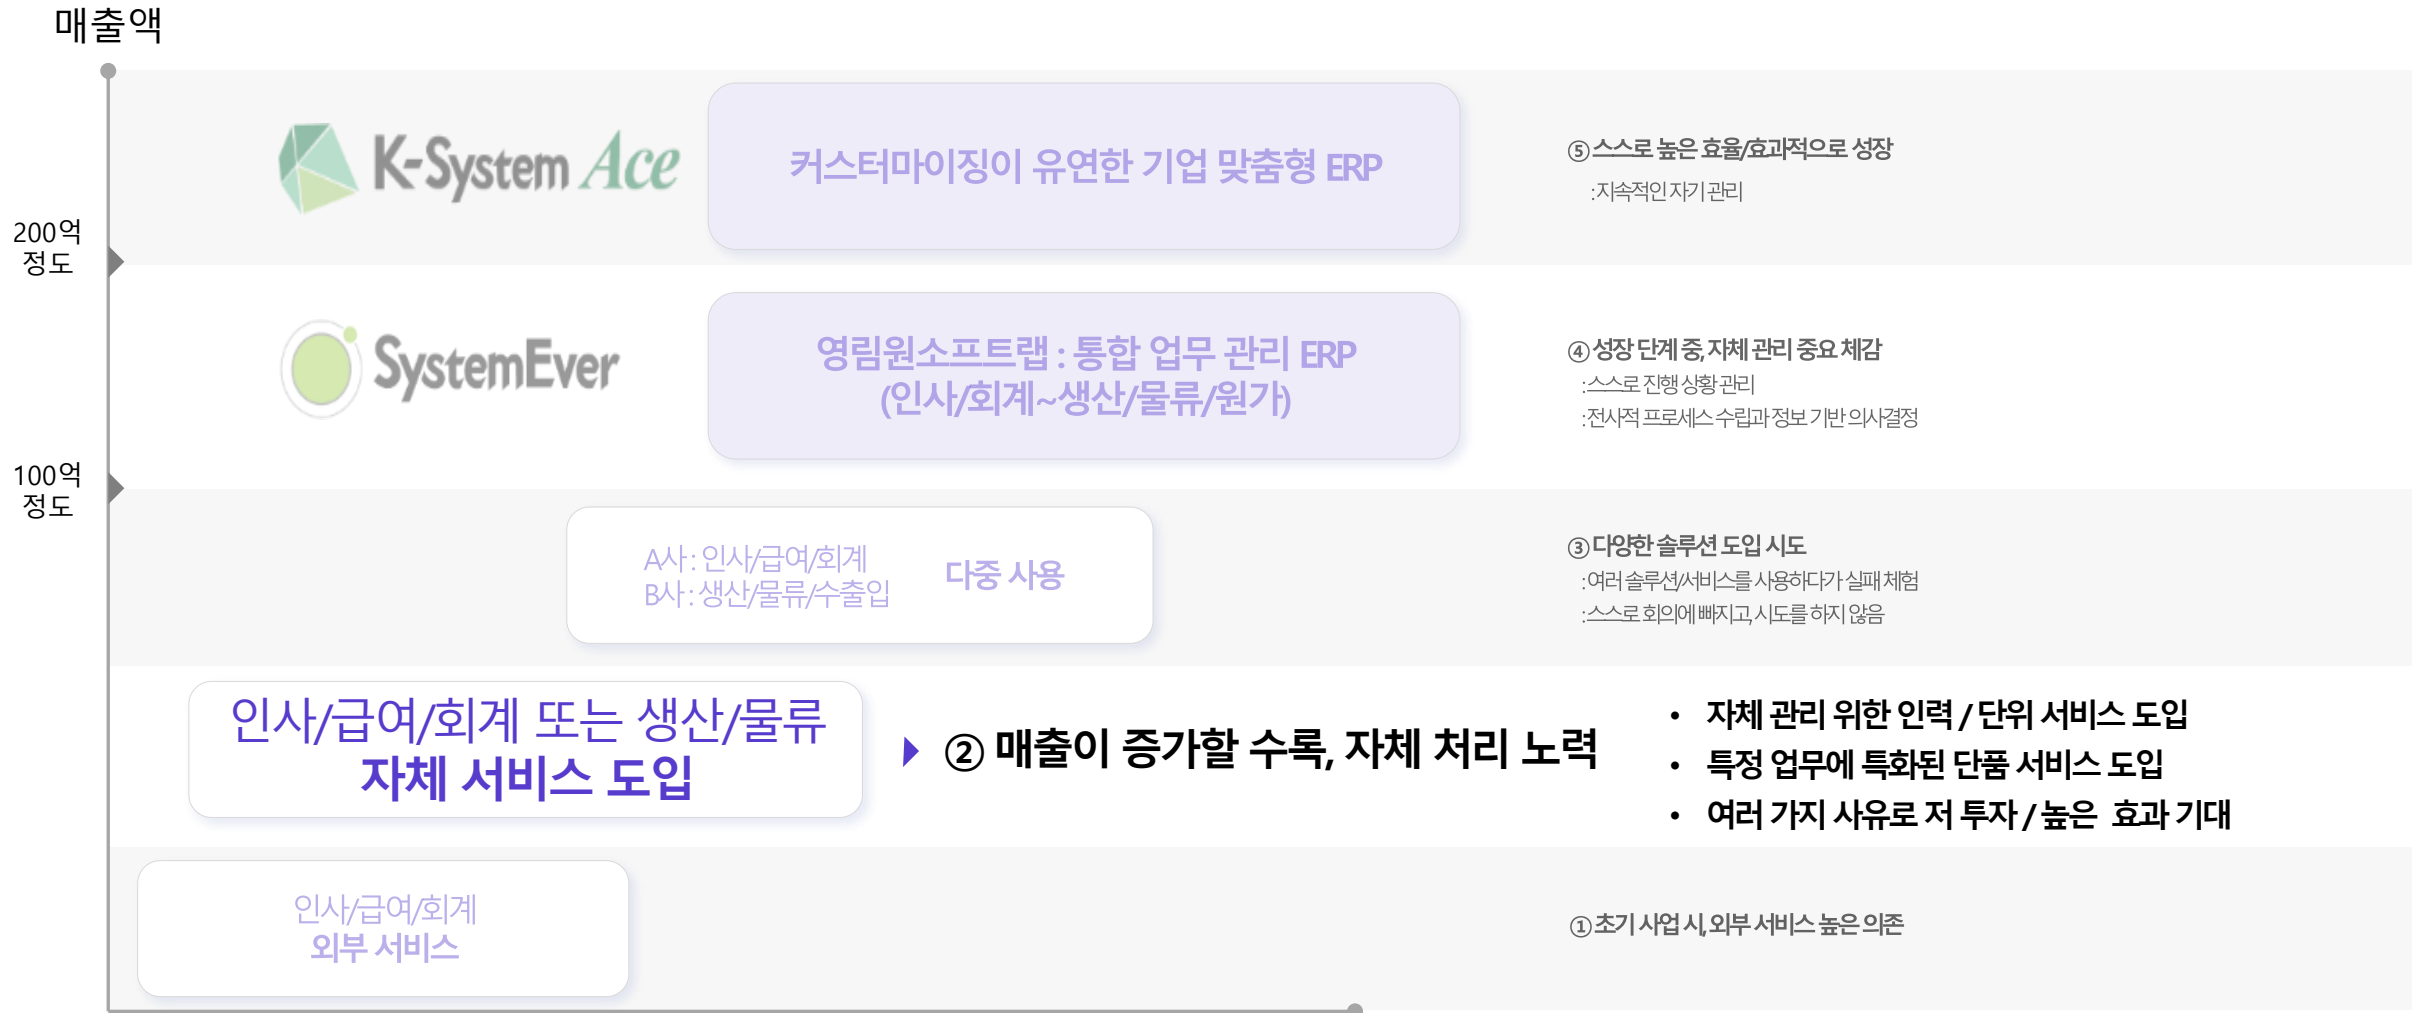 매출액
K-System Ace
커스터마이징이 유연한 기업 맞춤형 ERP
⑤ 스스로 높은 효율/효과적으로 성장
: 지속적인 자기 관리
200억
정도
SystemEver
영림원소프트랩 : 통합 업무 관리 ERP
(인사/회계~생산/물류/원가)
④ 성장 단계 중, 자체 관리 중요 체감
: 스스로 진행 상황 관리
: 전사적 프로세스 수립과 정보 기반 의사결정
100억
정도
A사 : 인사/급여/회계
B사 : 생산/물류/수출입
다중 사용
③ 다양한 솔루션 도입 시도
: 여러 솔루션/서비스를 사용하다가 실패 체험
: 스스로 회의에 빠지고, 시도를 하지 않음
인사/급여/회계 또는 생산/물류
자체 서비스 도입
② 매출이 증가할 수록, 자체 처리 노력
• 자체 관리 위한 인력 / 단위 서비스 도입
• 특정 업무에 특화된 단품 서비스 도입
• 여러 가지 사유로 저 투자 / 높은 효과 기대
인사/급여/회계
외부 서비스
① 초기 사업 시, 외부 서비스 높은 의존